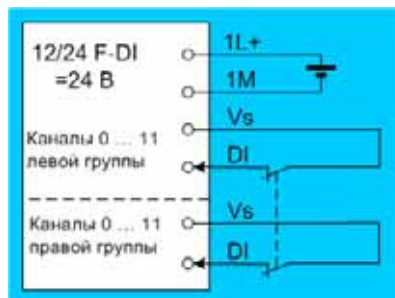 12/24 F-DI
=24 В
1L+
1M
Vs
Каналы 0 ... 11
левой группы
DI
Vs
Каналы 0 ... 11
правой группы
DI